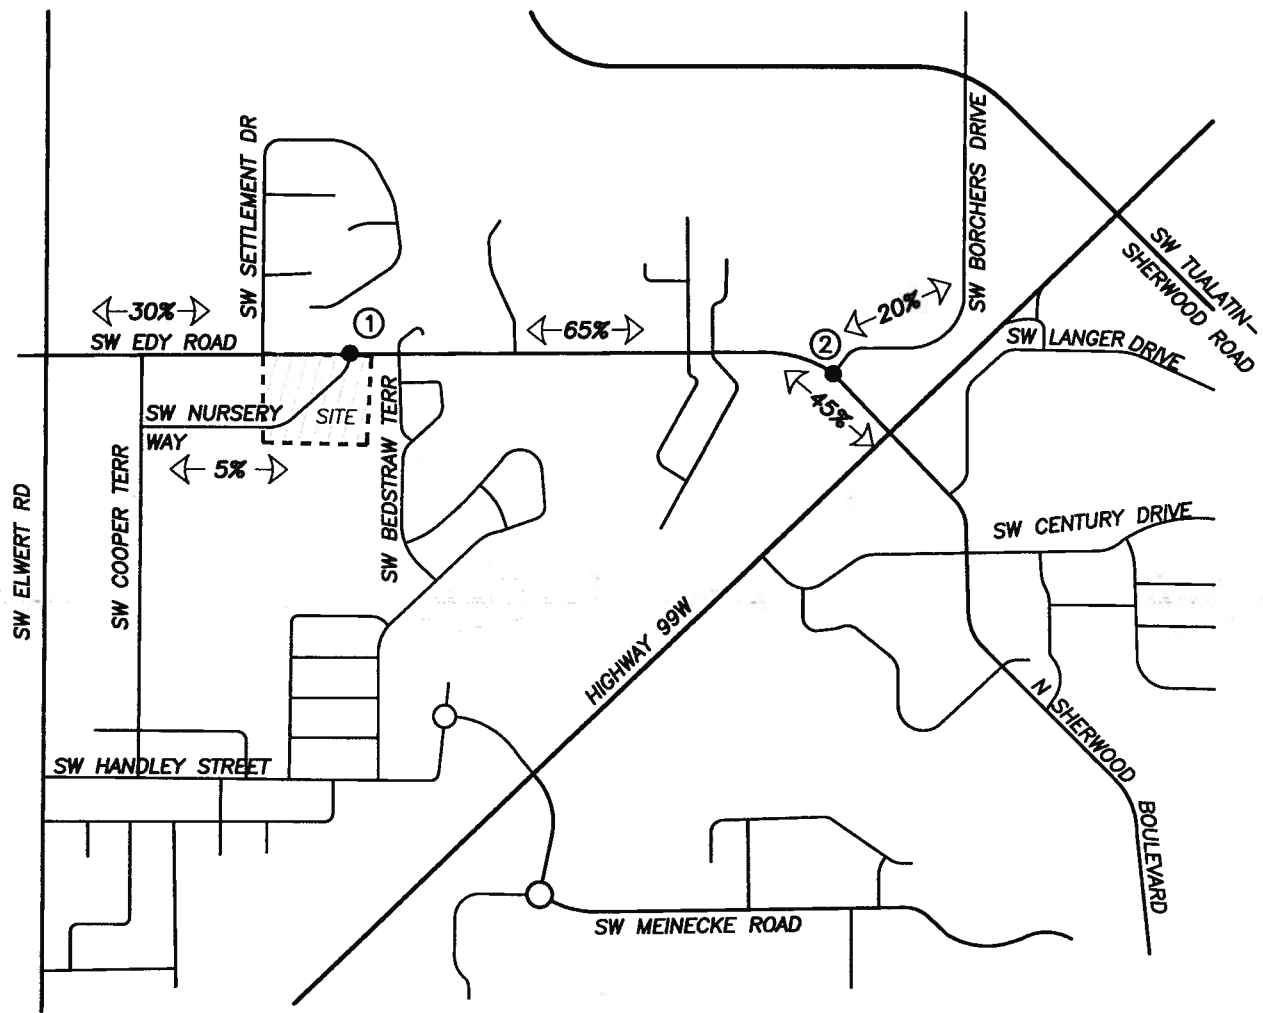 SW SETTLEMENT DR
SW BORCHERS DRIVE
SW TUALATIN-
SHERWOOD ROAD
30%
1
65%
20%
SW EDY ROAD
2
SW LANGER DRIVE
45%
SW NURSERY
WAY
SITE
5%
SW BEDSTRAW TERR
SW COOPER TERR
SW ELWERT RD
SW CENTURY DRIVE
HIGHWAY 99W
N SHERWOOD
BOULEVARD
SW HANDLEY STREET
SW MEINECKE ROAD